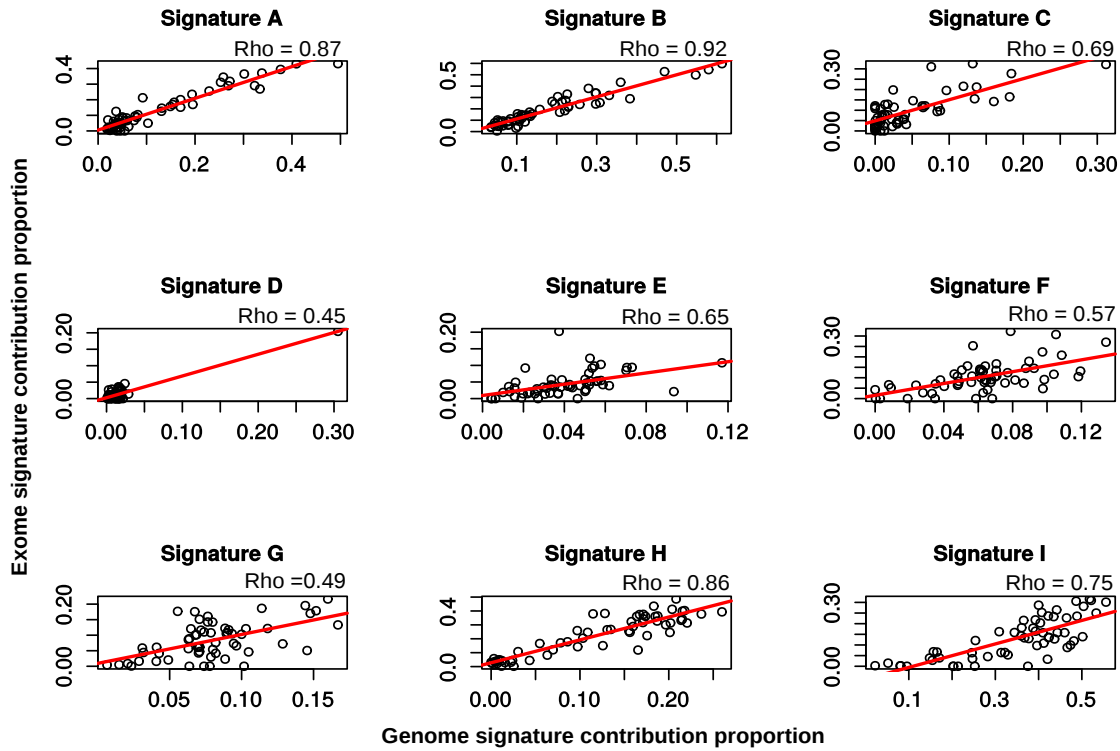 Signature A
Signature B
Signature C
Rho = 0.87
Rho = 0.92
Rho = 0.69
0.0 0.4
0.0 0.5
0.00 0.30
0.0 0.2 0.4
0.1 0.3 0.5
0.00 0.10 0.20 0.30
Exome signature contribution proportion
Signature D
Signature E
Signature F
Rho = 0.45
Rho = 0.65
Rho = 0.57
0.00 0.20
0.00 0.20
0.00 0.30
0.00 0.10 0.20 0.30
0.00 0.04 0.08 0.12
0.00 0.04 0.08 0.12
Signature G
Signature H
Signature I
Rho =0.49
Rho = 0.86
Rho = 0.75
0.00 0.20
0.0 0.4
0.00 0.30
0.05 0.10 0.15
0.00 0.10 0.20
0.1 0.3 0.5
Genome signature contribution proportion